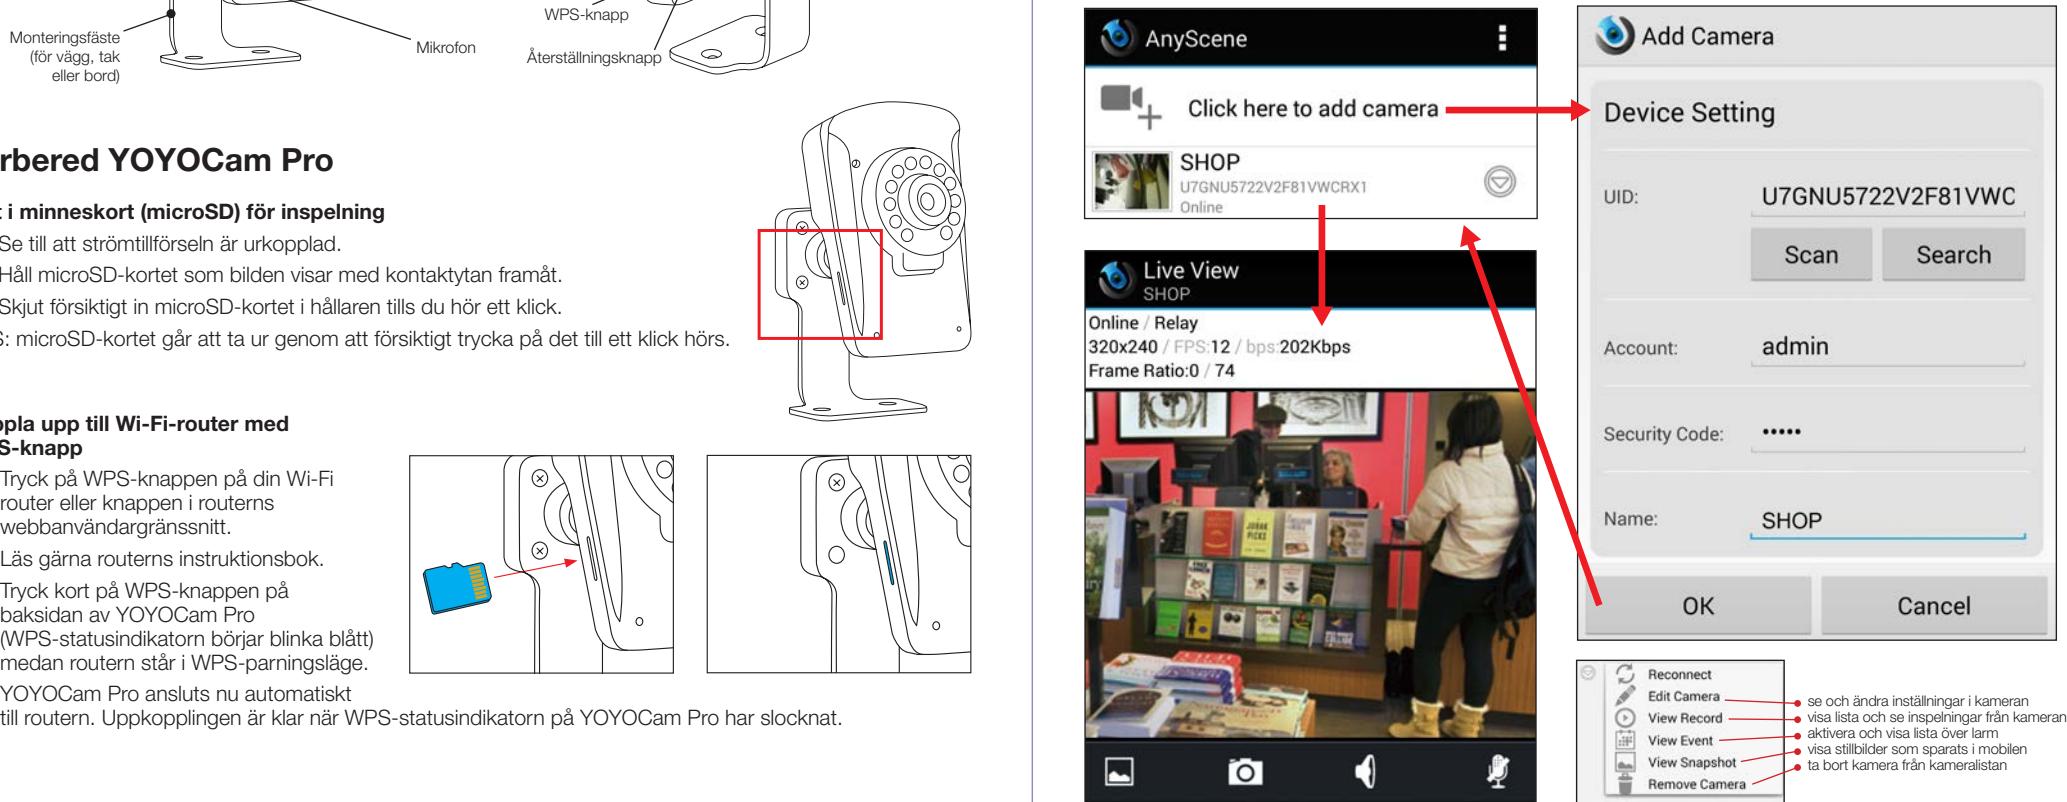 WPS-knapp
Monteringsfäste
(för vägg, tak
eller bord)
Mikrofon
Återställningsknapp
rbered YOYOCam Pro
t i minneskort (microSD) för inspelning
Se till att strömtillförseln är urkopplad.
Håll microSD-kortet som bilden visar med kontaktytan framåt.
Skjut försiktigt in microSD-kortet i hållaren tills du hör ett klick.
S: microSD-kortet går att ta ur genom att försiktigt trycka på det till ett klick hörs.
ppla upp till Wi-Fi-router med
S-knapp
Tryck på WPS-knappen på din Wi-Fi
router eller knappen i routerns
webbanvändargränssnitt.
Läs gärna routerns instruktionsbok.
Tryck kort på WPS-knappen på
baksidan av YOYOCam Pro
(WPS-statusindikatorn börjar blinka blått)
medan routern står i WPS-parningsläge.
YOYOCam Pro ansluts nu automatiskt
till routern. Uppkopplingen är klar när WPS-statusindikatorn på YOYOCam Pro har slocknat.
AnyScene
Click here to add camera
SHOP
U7GNU5722V2F81VWCRX1
Online
Live View
SHOP
Online / Relay
320x240 / FPS:12 / bps:202Kbps
Frame Ratio:0 / 74
Add Camera
Device Setting
UID:
U7GNU5722V2F81VWC
Scan
Search
Account:
admin
Security Code:
•••••
Name:
SHOP
OK
Cancel
Reconnect
Edit Camera
View Record
View Event
View Snapshot
Remove Camera
se och ändra inställningar i kameran
visa lista och se inspelningar från kameran
aktivera och visa lista över larm
visa stillbilder som sparats i mobilen
ta bort kamera från kameralistan